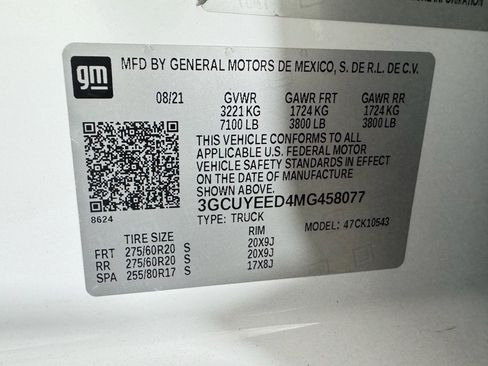 INFORMATION
gm
MFD BY GENERAL MOTORS DE MEXICO, S. DE R.L. DE C.V.
08/21 GVWR GAWR FRT GAWR RR
3221 KG 1724 KG 1724 KG
7100 LB 3800 LB 3800 LB
THIS VEHICLE CONFORMS TO ALL
APPLICABLE U.S. FEDERAL MOTOR
VEHICLE SAFETY STANDARDS IN EFFECT
ON THE DATE OF MANUFACTURE
SHOWN ABOVE.
8624 3GCUYEED4MG458077
TYPE: TRUCK MODEL: 47CK10543
TIRE SIZE RIM
FRT 275/60R20 S 20X9J
RR 275/60R20 S 20X9J
SPA 255/80R17 S 17X8J